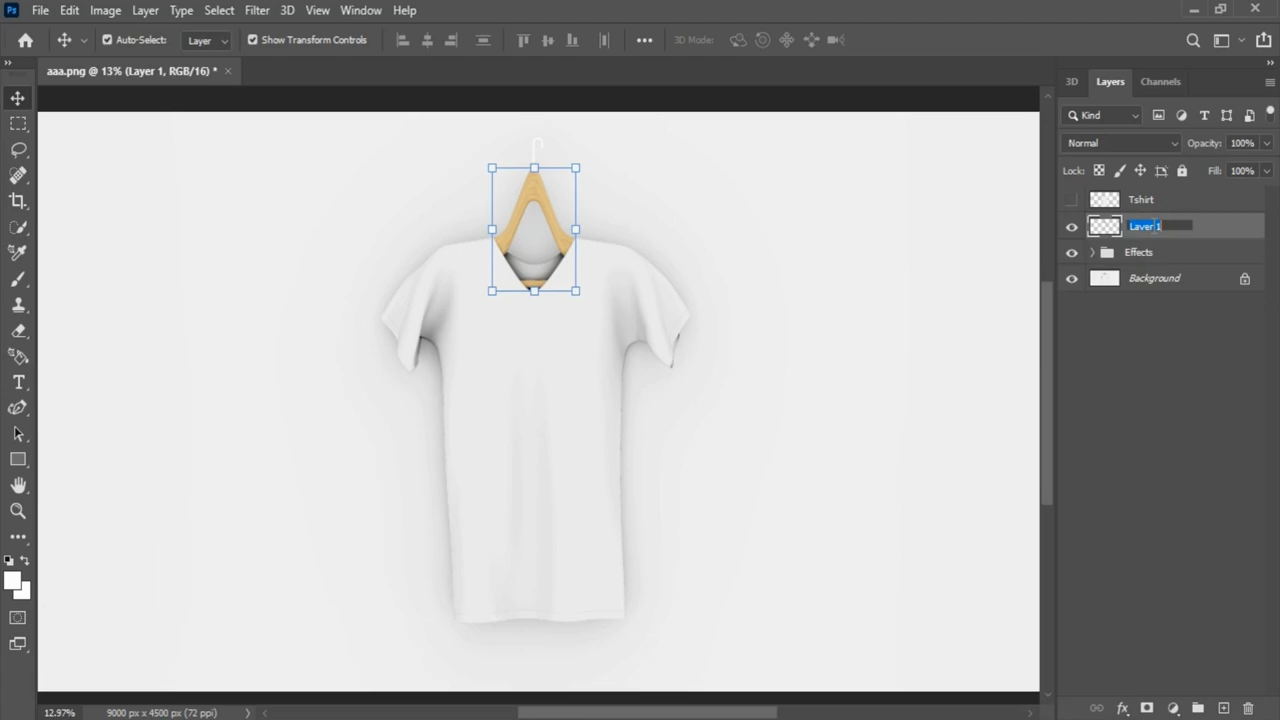 Ps File Edit Image Layer Type Select Filter 3D View Window Help
Auto-Select: Layer Show Transform Controls 3D Mode:
aaa.png @ 13% (Layer 1, RGB/16) *
3D Layers Channels
Kind
Normal Opacity: 100%
Lock: Fill: 100%
Tshirt
Layer 1
Effects
Background
T
12.97% 9000 px x 4500 px (72 ppi)
fx